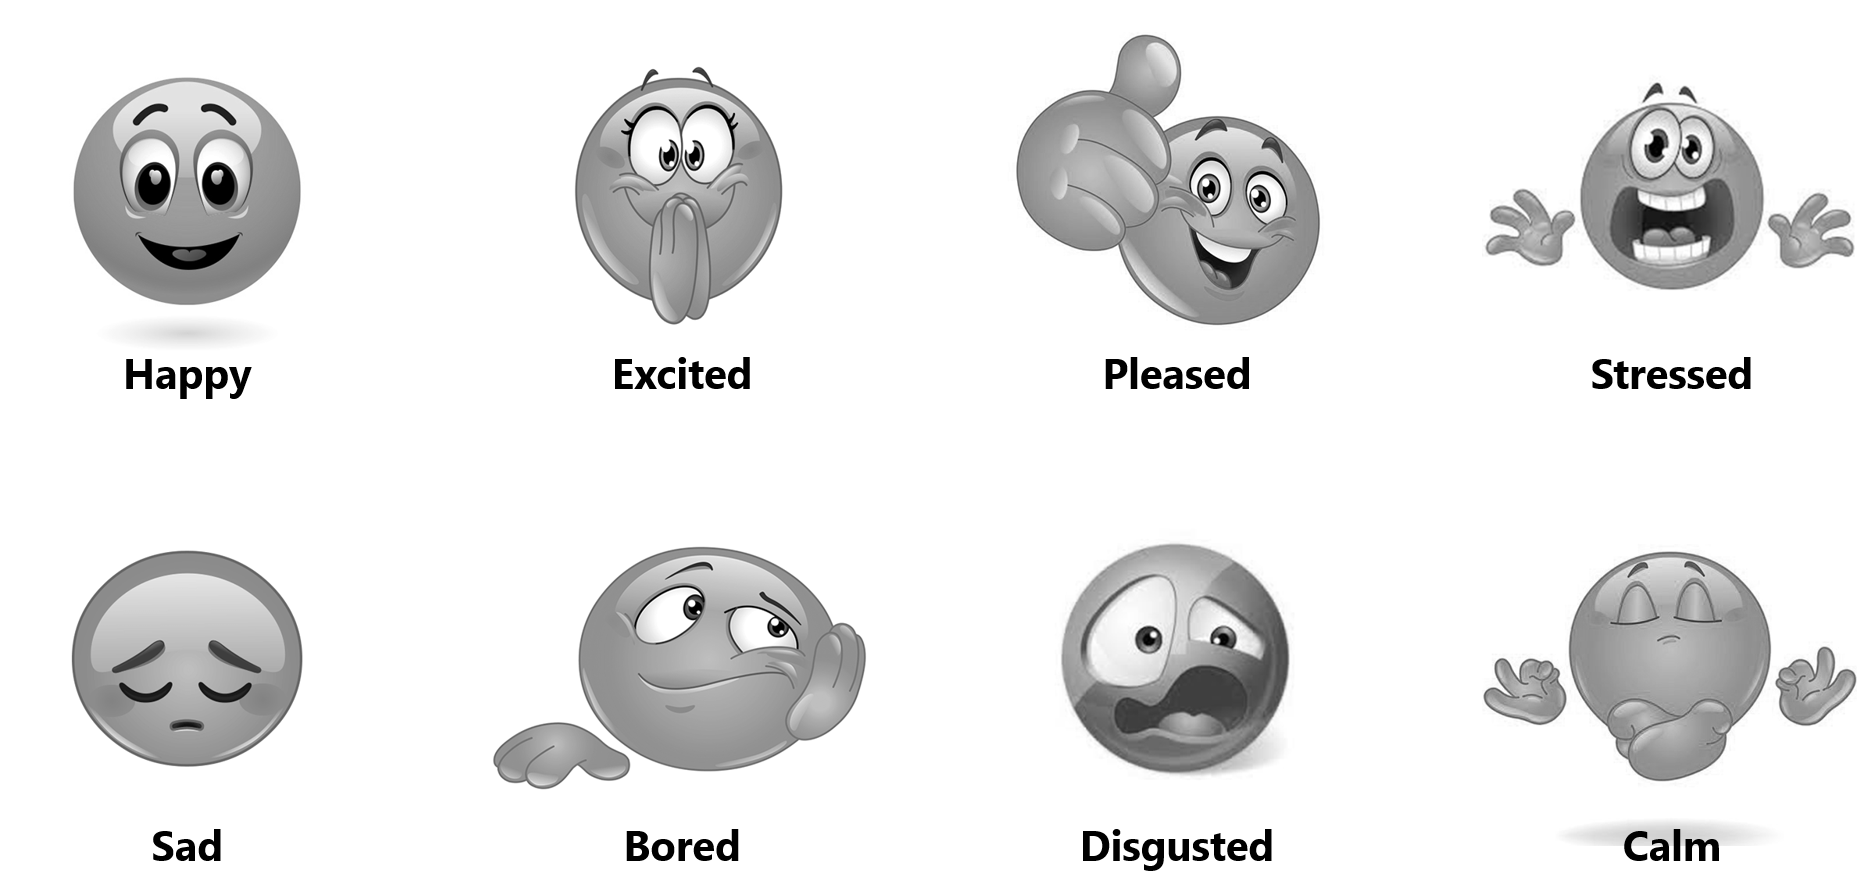 Happy
Excited
Pleased
Stressed
Sad
Bored
Disgusted
Calm